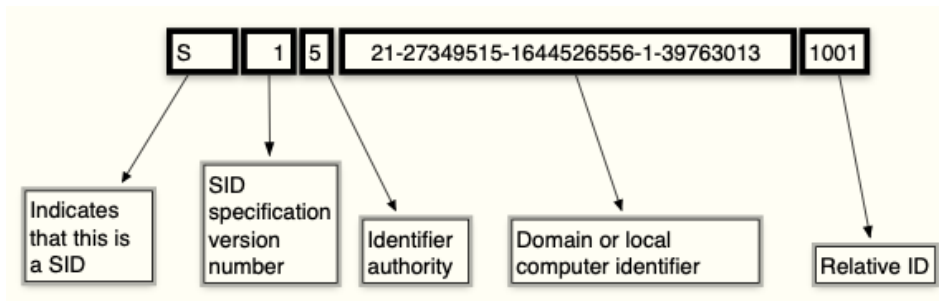 S 1 5 21-27349515-1644526556-1-39763013 1001
Indicates
that this is
a SID
SID
specification
version
number
Identifier
authority
Domain or local
computer identifier
Relative ID